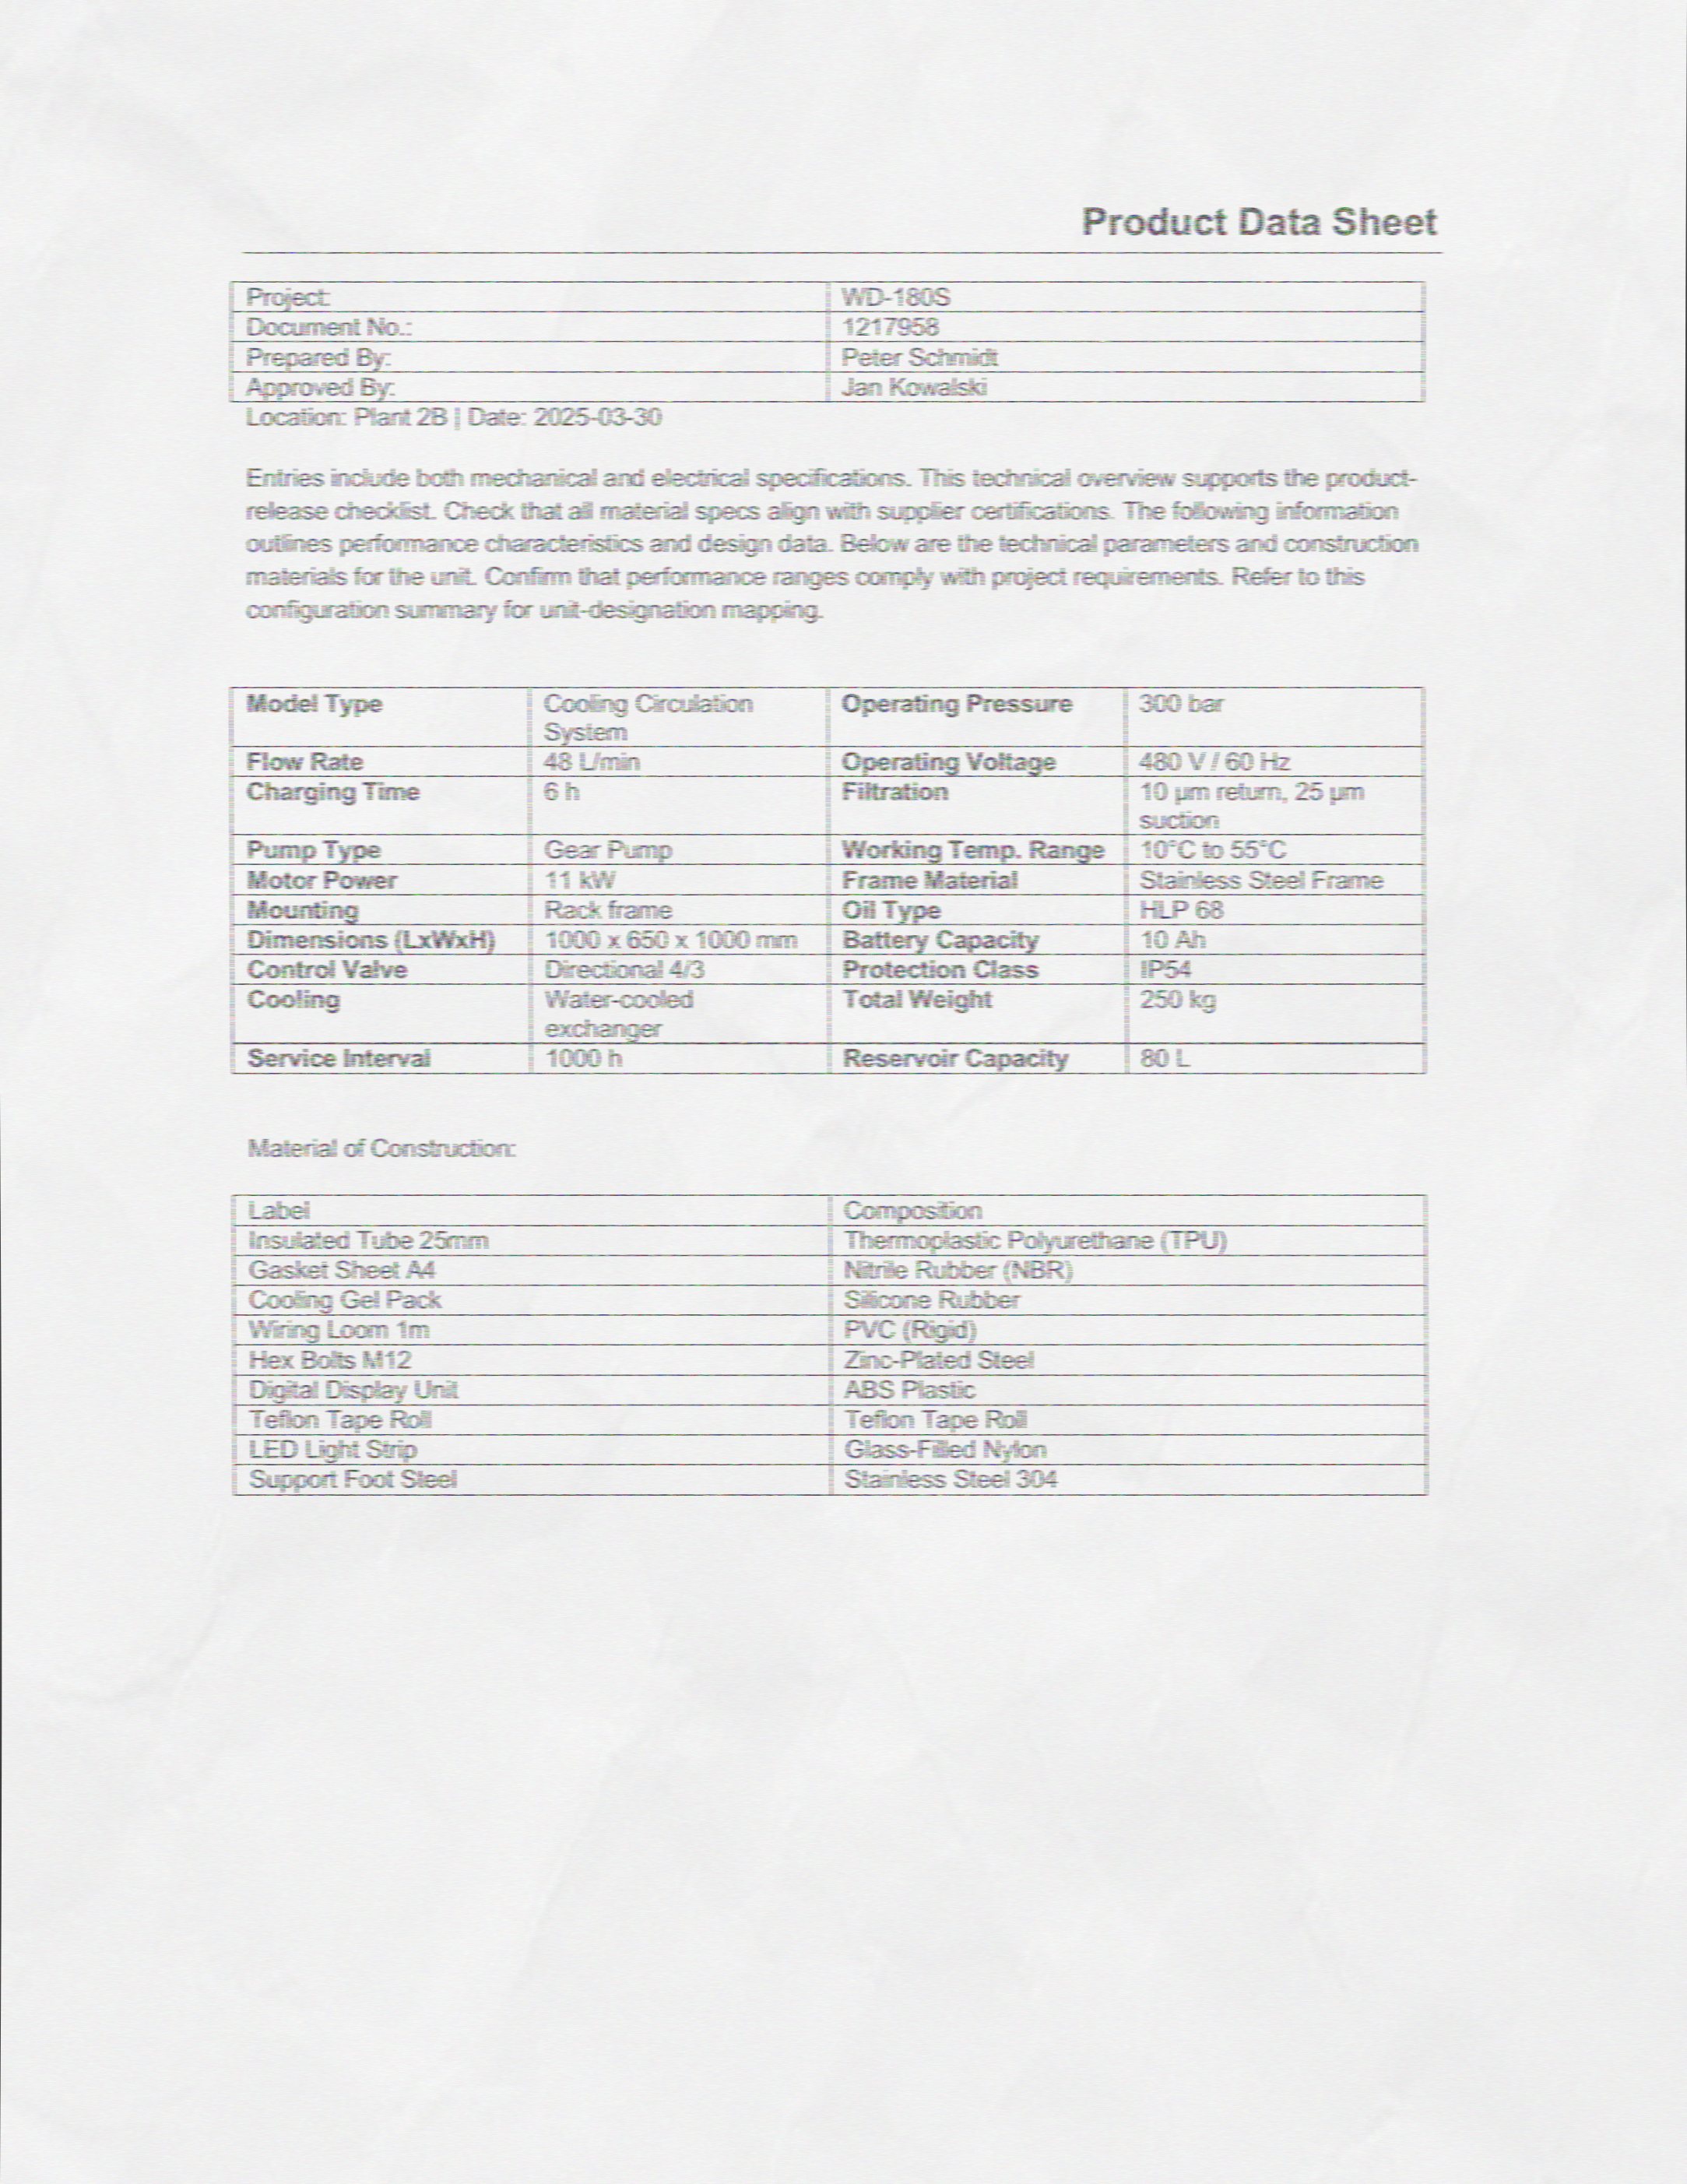 Product Data Sheet
Project: WD-180S
Document No.: 1217958
Prepared By: Peter Schmidt
Approved By: Jan Kowalski
Location: Plant 2B | Date: 2025-03-30
Entries include both mechanical and electrical specifications. This technical overview supports the product-
release checklist. Check that all material specs align with supplier certifications. The following information
outlines performance characteristics and design data. Below are the technical parameters and construction
materials for the unit. Confirm that performance ranges comply with project requirements. Refer to this
configuration summary for unit-designation mapping.
Model Type Cooling Circulation Operating Pressure 300 bar
System
Flow Rate 48 L/min Operating Voltage 480 V / 60 Hz
Charging Time 6 h Filtration 10 µm return, 25 µm
suction
Pump Type Gear Pump Working Temp. Range 10°C to 55°C
Motor Power 11 kW Frame Material Stainless Steel Frame
Mounting Rack frame Oil Type HLP 68
Dimensions (LxWxH) 1000 x 650 x 1000 mm Battery Capacity 10 Ah
Control Valve Directional 4/3 Protection Class IP54
Cooling Water-cooled Total Weight 250 kg
exchanger
Service Interval 1000 h Reservoir Capacity 80 L
Material of Construction:
Label Composition
Insulated Tube 25mm Thermoplastic Polyurethane (TPU)
Gasket Sheet A4 Nitrile Rubber (NBR)
Cooling Gel Pack Silicone Rubber
Wiring Loom 1m PVC (Rigid)
Hex Bolts M12 Zinc-Plated Steel
Digital Display Unit ABS Plastic
Teflon Tape Roll Teflon Tape Roll
LED Light Strip Glass-Filled Nylon
Support Foot Steel Stainless Steel 304